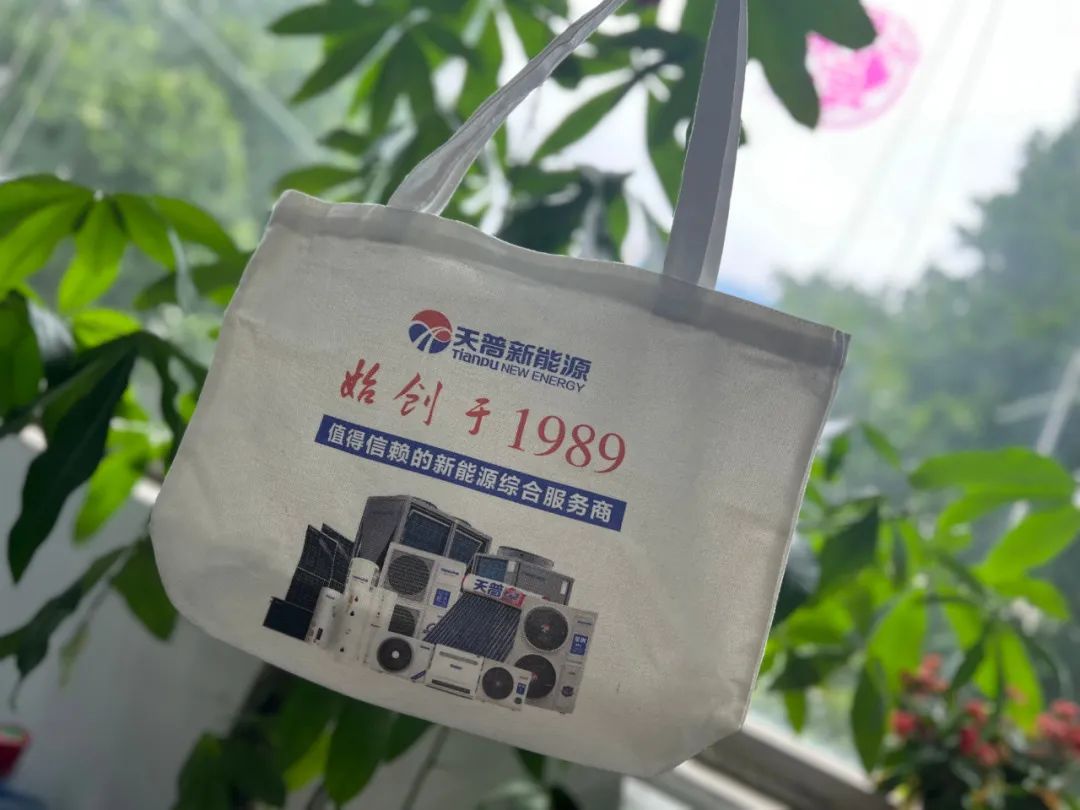 天普新能源
Tianpu NEW ENERGY
始创于1989
值得信赖的新能源综合服务商
天普